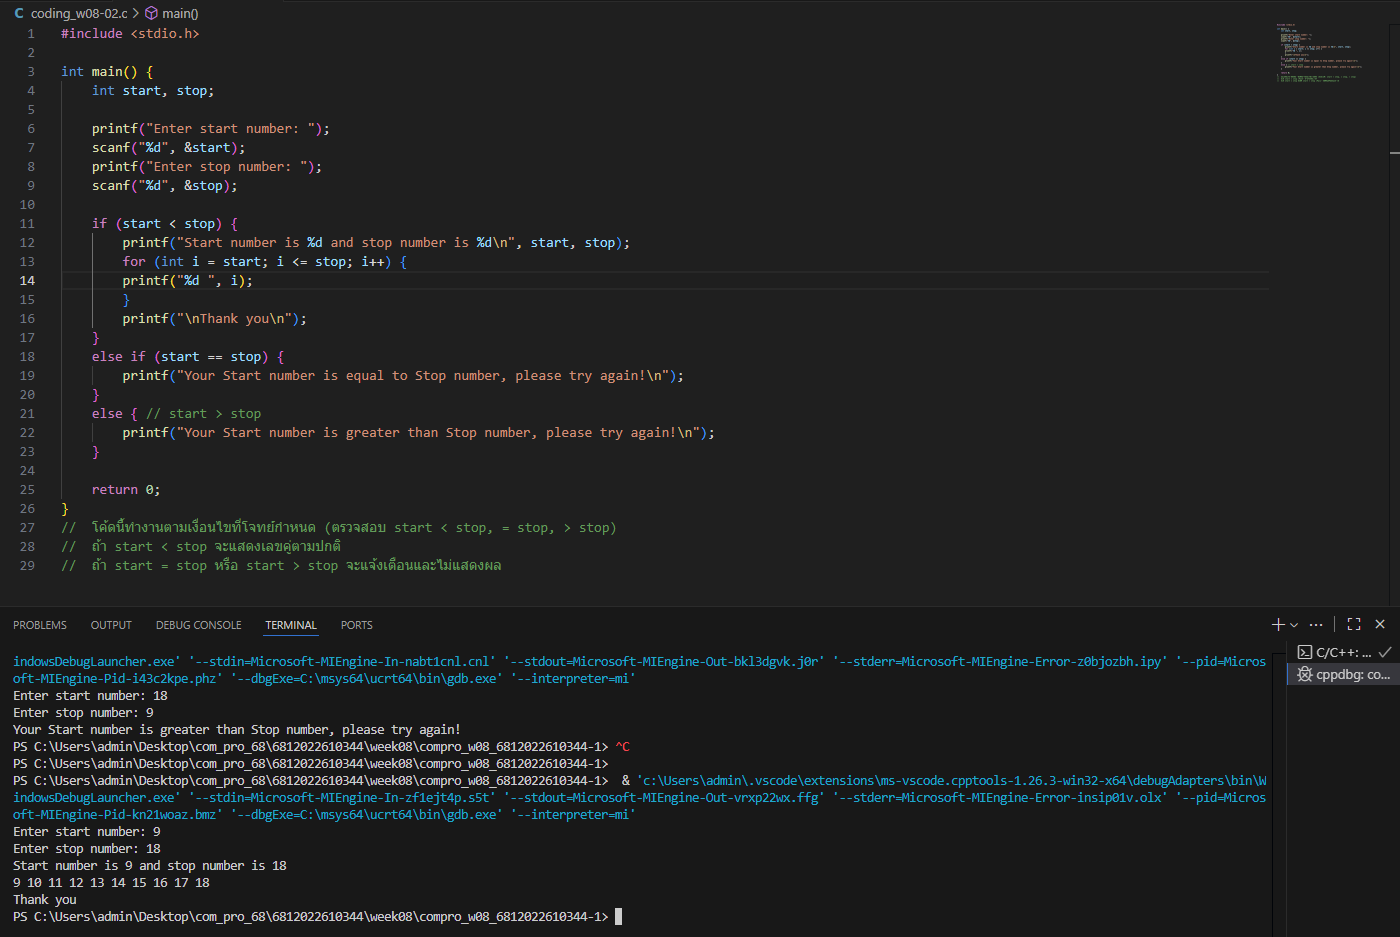 coding_w08-02.c > main()
1 #include <stdio.h>
2
3 int main() {
4 int start, stop;
5
6 printf("Enter start number: ");
7 scanf("%d", &start);
8 printf("Enter stop number: ");
9 scanf("%d", &stop);
10
11 if (start < stop) {
12 printf("Start number is %d and stop number is %d\n", start, stop);
13 for (int i = start; i <= stop; i++) {
14 printf("%d ", i);
15 }
16 printf("\nThank you\n");
17 }
18 else if (start == stop) {
19 printf("Your Start number is equal to Stop number, please try again!\n");
20 }
21 else { // start > stop
22 printf("Your Start number is greater than Stop number, please try again!\n");
23 }
24
25 return 0;
26 }
27 // โค้ดนี้ทำงานตามเงื่อนไขที่โจทย์กำหนด (ตรวจสอบ start < stop, = stop, > stop)
28 // ถ้า start < stop จะแสดงเลขคู่ตามปกติ
29 // ถ้า start = stop หรือ start > stop จะแจ้งเตือนและไม่แสดงผล
PROBLEMS OUTPUT DEBUG CONSOLE TERMINAL PORTS
C/C++: ...
cppdbg: co...
indowsDebugLauncher.exe' '--stdin=Microsoft-MIEngine-In-nabt1cnl.cnl' '--stdout=Microsoft-MIEngine-Out-bkl3dgvk.j0r' '--stderr=Microsoft-MIEngine-Error-z0bjozbh.ipy' '--pid=Micros
oft-MIEngine-Pid-i43c2kpe.phz' '--dbgExe=C:\msys64\ucrt64\bin\gdb.exe' '--interpreter=mi'
Enter start number: 18
Enter stop number: 9
Your Start number is greater than Stop number, please try again!
PS C:\Users\admin\Desktop\com_pro_68\6812022610344\week08\compro_w08_6812022610344-1> ^C
PS C:\Users\admin\Desktop\com_pro_68\6812022610344\week08\compro_w08_6812022610344-1>
PS C:\Users\admin\Desktop\com_pro_68\6812022610344\week08\compro_w08_6812022610344-1> & 'c:\Users\admin\.vscode\extensions\ms-vscode.cpptools-1.26.3-win32-x64\debugAdapters\bin\W
indowsDebugLauncher.exe' '--stdin=Microsoft-MIEngine-In-zf1ejt4p.s5t' '--stdout=Microsoft-MIEngine-Out-vrxp22wx.ffg' '--stderr=Microsoft-MIEngine-Error-insip01v.olx' '--pid=Micros
oft-MIEngine-Pid-kn21woaz.bmz' '--dbgExe=C:\msys64\ucrt64\bin\gdb.exe' '--interpreter=mi'
Enter start number: 9
Enter stop number: 18
Start number is 9 and stop number is 18
9 10 11 12 13 14 15 16 17 18
Thank you
PS C:\Users\admin\Desktop\com_pro_68\6812022610344\week08\compro_w08_6812022610344-1>